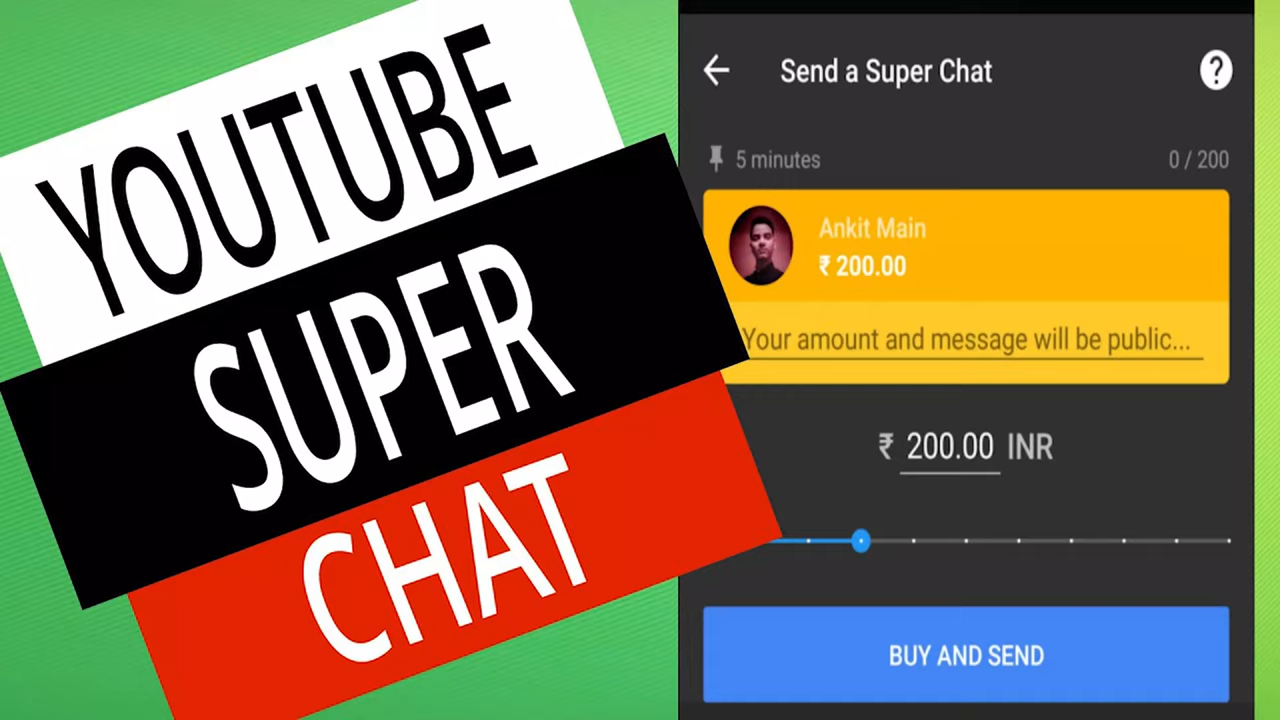 YOUTUBE
SUPER
CHAT
Send a Super Chat
?
5 minutes 0 / 200
Ankit Main
₹ 200.00
Your amount and message will be public...
₹ 200.00 INR
BUY AND SEND